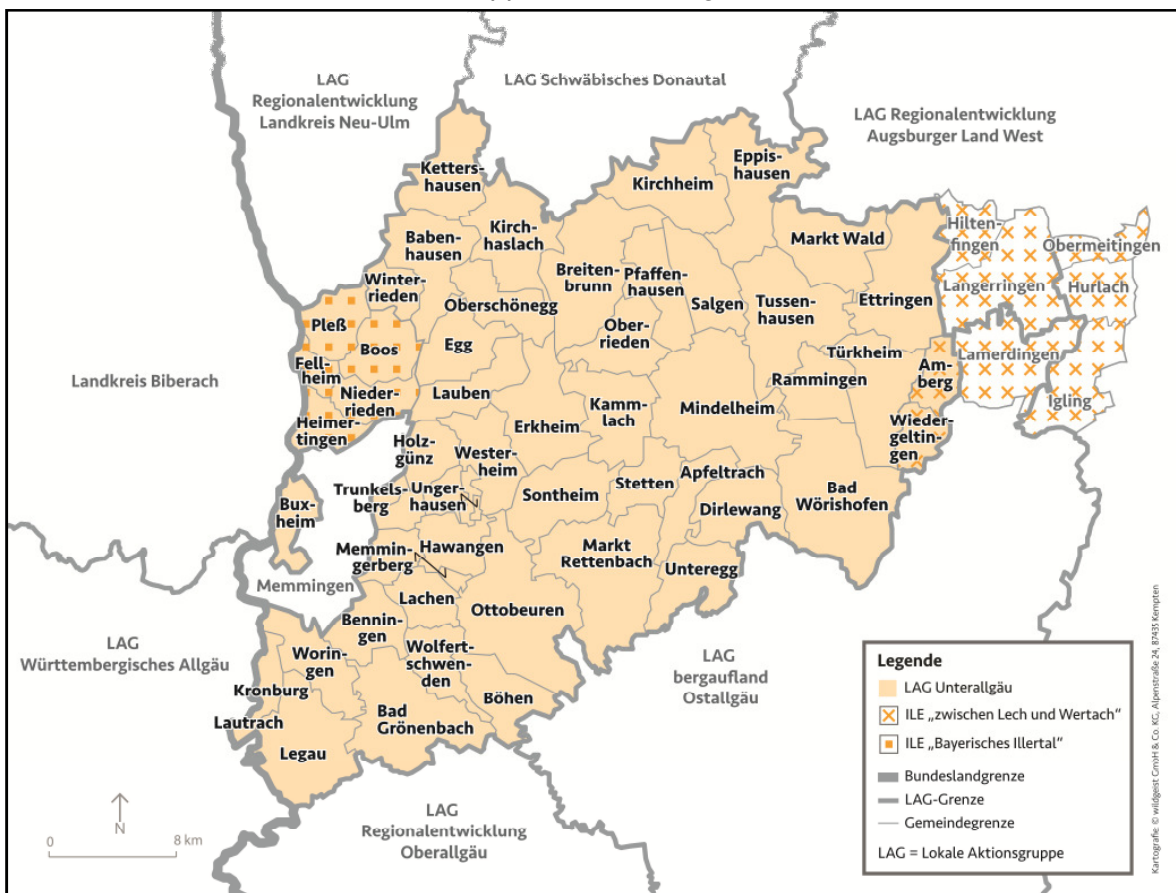 LAG
Regionalentwicklung
Landkreis Neu-Ulm
LAG Schwäbisches Donautal
LAG Regionalentwicklung
Augsburger Land West
Ketters-
hausen
Kirchheim
Eppis-
hausen
Kirch-
haslach
Baben-
hausen
Markt Wald
Hilten-
fingen
Obermeitingen
Winter-
rieden
Breiten-
brunn
Pfaffen-
hausen
Langerringen
Hurlach
Oberschönegg
Salgen
Tussen-
hausen
Ettringen
Pleß
Boos
Egg
Ober-
rieden
Türkheim
Lamerdingen
Landkreis Biberach
Fell-
heim
Am-
berg
Rammingen
Nieder-
rieden
Lauben
Kamm-
lach
Mindelheim
Igling
Heimer-
tingen
Erkheim
Wieder-
geltin-
gen
Holz-
günz
Wester-
heim
Apfeltrach
Stetten
Trunkels-
berg
Unger-
hausen
Sontheim
Bad
Wörishofen
Bux-
heim
Dirlewang
Memmin-
gerberg
Hawangen
Markt
Rettenbach
Unteregg
Memmingen
Lachen
Ottobeuren
Bennin-
gen
LAG
Württembergisches Allgäu
Worin-
gen
Wolfert-
schwen-
den
LAG
bergaufland
Ostallgäu
Kronburg
Böhen
Lautrach
Bad
Grönenbach
Legau
LAG
Regionalentwicklung
Oberallgäu
N
0
8 km
Legende
LAG Unterallgäu
ILE „zwischen Lech und Wertach“
ILE „Bayerisches Illertal“
Bundeslandgrenze
LAG-Grenze
Gemeindegrenze
LAG = Lokale Aktionsgruppe
Kartografie © wildgeist GmbH & Co. KG, Alpenstraße 24, 87435 Kempten